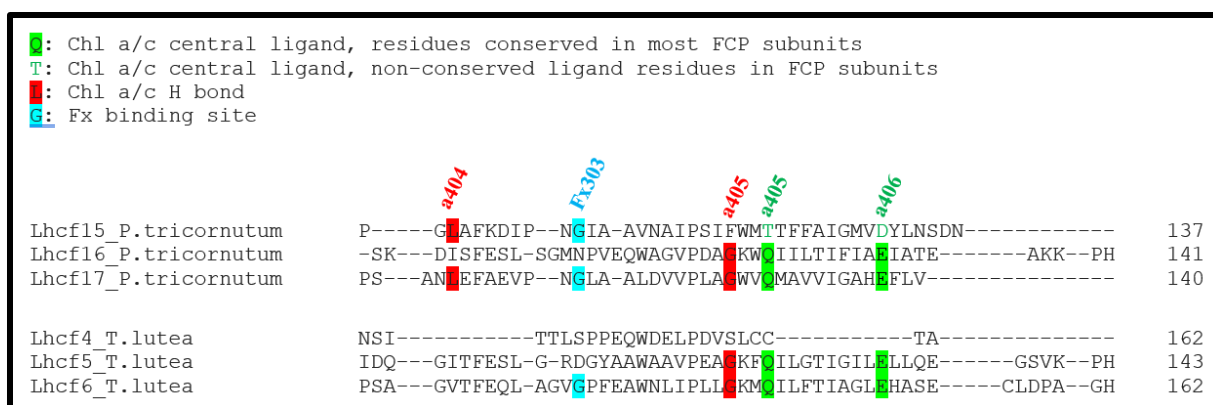 Q: Chl a/c central ligand, residues conserved in most FCP subunits
T: Chl a/c central ligand, non-conserved ligand residues in FCP subunits
L: Chl a/c H bond
G: Fx binding site
a404 Fx303 a405 a405 a406
Lhcf15_P.tricornutum P-----GLAFKDIP--NGIA-AVNAIPSIFWMTTFFAIGMVDYLNSDN------------ 137
Lhcf16_P.tricornutum -SK---DISFESL-SGMNPVEQWAGVPDAGKWQIILTIFIAEIATE------AKK--PH 141
Lhcf17_P.tricornutum PS---ANLEFAEVP--NGLA-ALDVVPLAGWVQMAVVIGAHEFLV--------------- 140
Lhcf4_T.lutea NSI-----------TTLSPPEQWDELPDVSLCC-----------TA-------------- 162
Lhcf5_T.lutea IDQ---GITFESL-G-RDGYAAWAAVPEAGKFQILGTIGILELLQE------GSVK--PH 143
Lhcf6_T.lutea PSA---GVTFEQL-AGVGPFEAWNLIPLLGKMQILFTIAGLEHASE-----CLDPA--GH 162